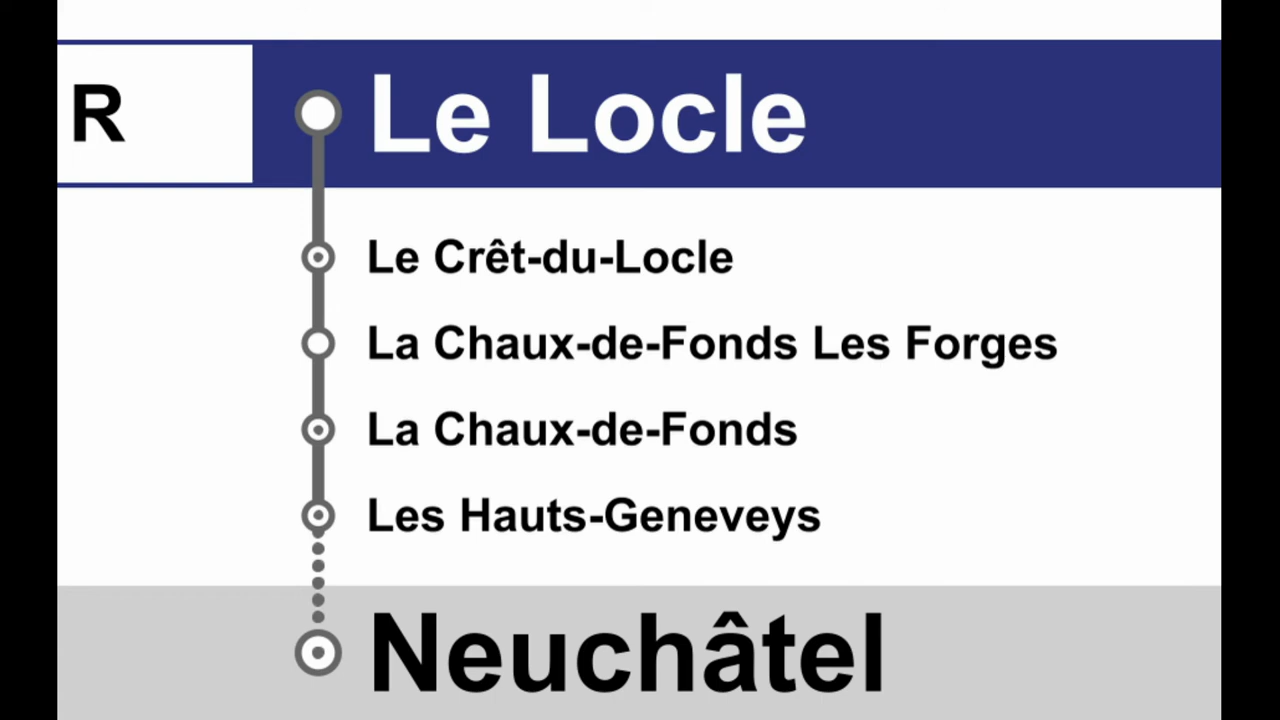 R
Le Locle
Le Crêt-du-Locle
La Chaux-de-Fonds Les Forges
La Chaux-de-Fonds
Les Hauts-Geneveys
Neuchâtel